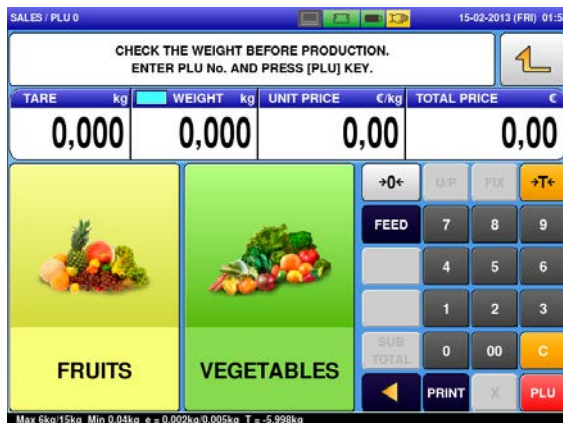 SALES / PLU 0
15-02-2013 (FRI) 01:5
CHECK THE WEIGHT BEFORE PRODUCTION.
ENTER PLU No. AND PRESS [PLU] KEY.
TARE kg WEIGHT kg UNIT PRICE €/kg TOTAL PRICE €
0,000 0,000 0,00 0,00
→0← U/P FIX →T←
FEED 7 8 9
4 5 6
1 2 3
SUB TOTAL 0 00 C
PRINT X PLU
FRUITS VEGETABLES
Max 6kg/15kg Min 0.04kg e = 0.002kg/0.005kg T = -5.998kg